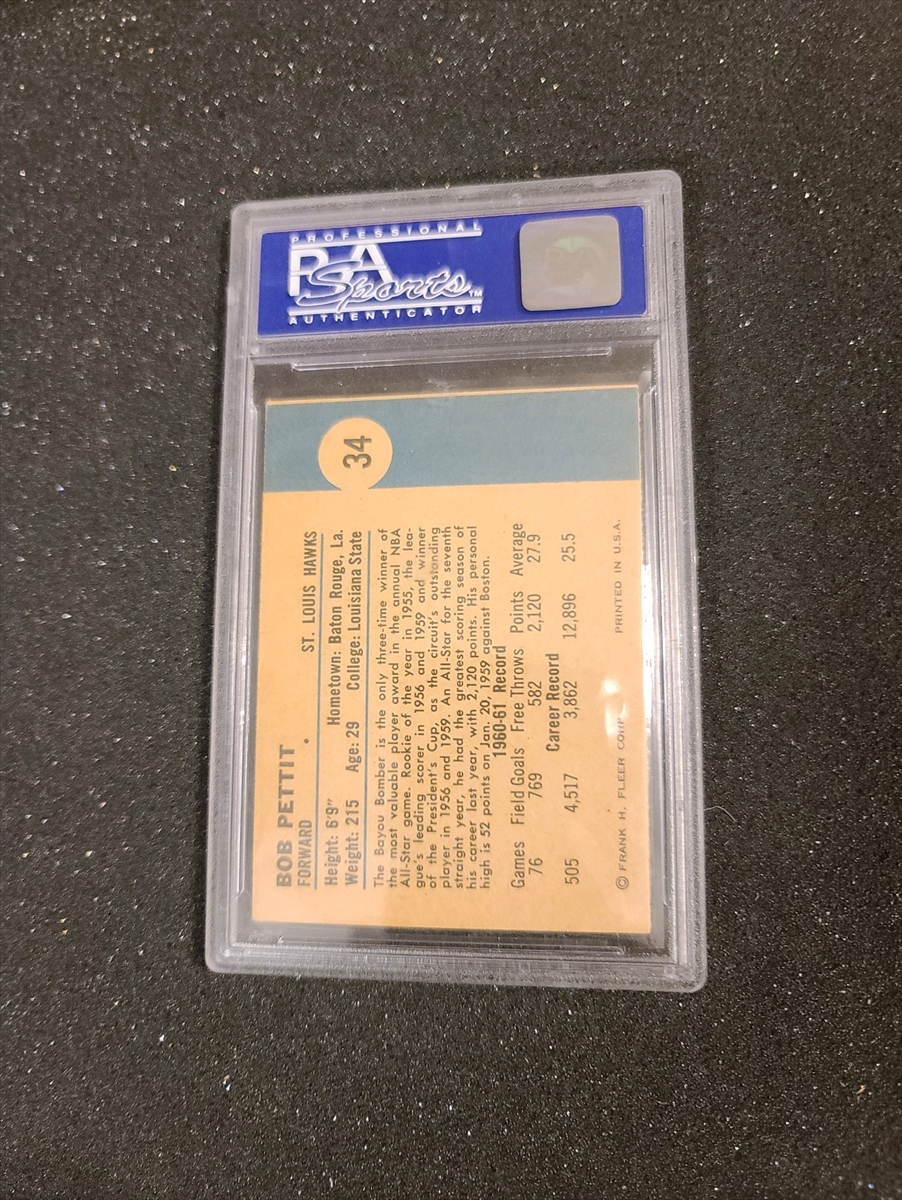 PROFESSIONAL
PSA
Sports™
AUTHENTICATOR
34
BOB PETTIT
FORWARD ST. LOUIS HAWKS
Height: 6'9" Hometown: Baton Rouge, La.
Weight: 215 Age: 29 College: Louisiana State
The Bayou Bomber is the only three-time winner of
the most valuable player award in the annual NBA
All-Star game. Rookie of the year in 1955, the lea-
gue's leading scorer in 1956 and 1959 and winner
of the President's Cup, as the circuit's outstanding
player in 1956 and 1959. An All-Star for the seventh
straight year, he had the greatest scoring season of
his career last year, with 2,120 points. His personal
high is 52 points on Jan. 20, 1959 against Boston.
1960-61 Record
Games Field Goals Free Throws Points Average
76 769 582 2,120 27.9
Career Record
505 4,517 3,862 12,896 25.5
© FRANK H. FLEER CORP. PRINTED IN U.S.A.